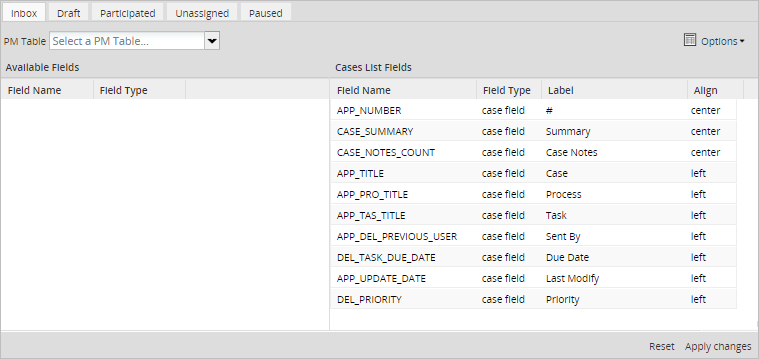 Inbox Draft Participated Unassigned Paused
PM Table Select a PM Table... Options
Available Fields Cases List Fields
Field Name Field Type Field Name Field Type Label Align
APP_NUMBER case field # center
CASE_SUMMARY case field Summary center
CASE_NOTES_COUNT case field Case Notes center
APP_TITLE case field Case left
APP_PRO_TITLE case field Process left
APP_TAS_TITLE case field Task left
APP_DEL_PREVIOUS_USER case field Sent By left
DEL_TASK_DUE_DATE case field Due Date left
APP_UPDATE_DATE case field Last Modify left
DEL_PRIORITY case field Priority left
Reset Apply changes